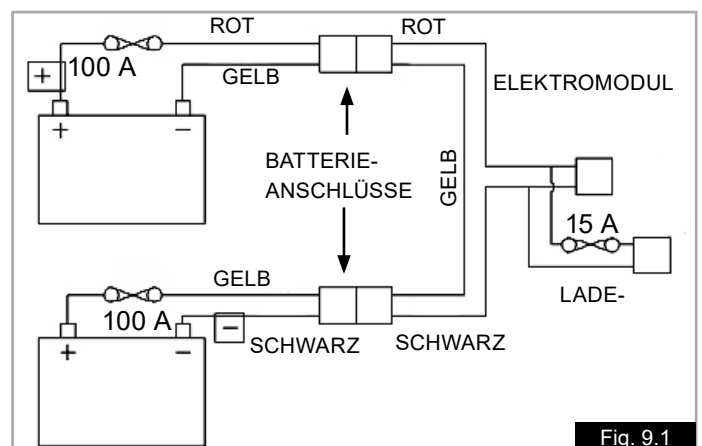 ROT
ROT
+
100 A
GELB
ELEKTROMODUL
+
−
BATTERIE-
ANSCHLÜSSE
GELB
15 A
GELB
LADE-
100 A
−
SCHWARZ
SCHWARZ
+
−
Fig. 9.1